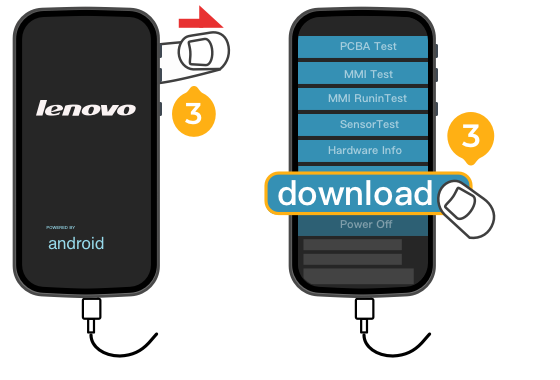 lenovo
POWERED BY
android
3
PCBA Test
MMI Test
MMI RuninTest
SensorTest
Hardware Info
download
Power Off
3